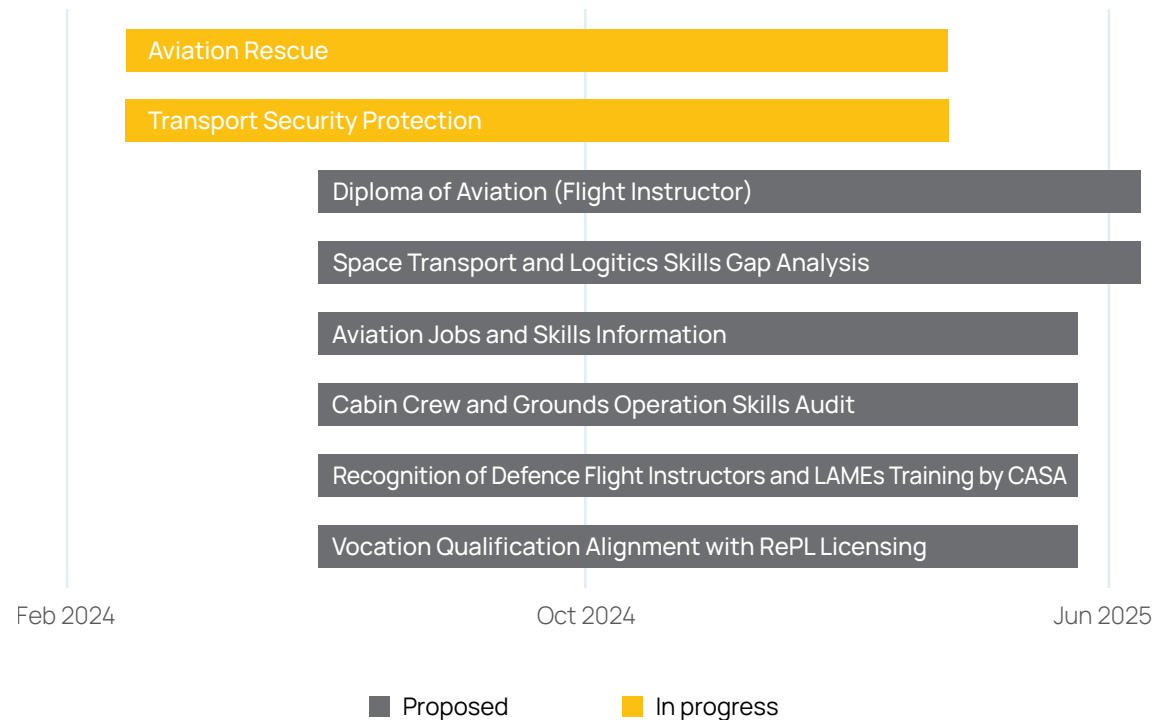 Aviation Rescue
Transport Security Protection
Diploma of Aviation (Flight Instructor)
Space Transport and Logitics Skills Gap Analysis
Aviation Jobs and Skills Information
Cabin Crew and Grounds Operation Skills Audit
Recognition of Defence Flight Instructors and LAMEs Training by CASA
Vocation Qualification Alignment with RePL Licensing
Feb 2024 Oct 2024 Jun 2025
Proposed In progress